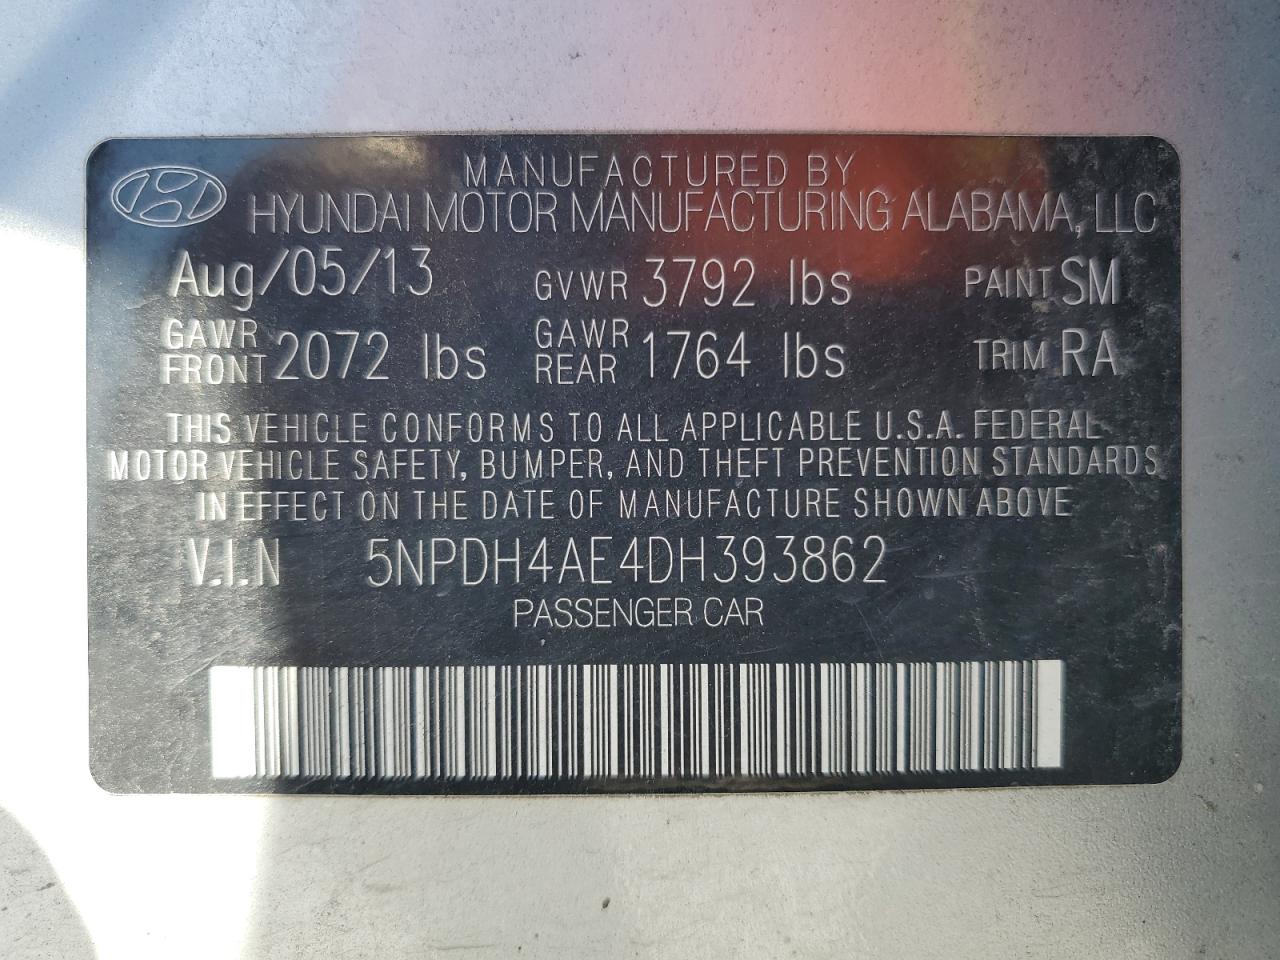 MANUFACTURED BY
HYUNDAI MOTOR MANUFACTURING ALABAMA, LLC
Aug/05/13 GVWR 3792 lbs PAINT SM
GAWR FRONT 2072 lbs GAWR REAR 1764 lbs TRIM RA
THIS VEHICLE CONFORMS TO ALL APPLICABLE U.S.A. FEDERAL
MOTOR VEHICLE SAFETY, BUMPER, AND THEFT PREVENTION STANDARDS
IN EFFECT ON THE DATE OF MANUFACTURE SHOWN ABOVE
V.I.N 5NPDH4AE4DH393862
PASSENGER CAR